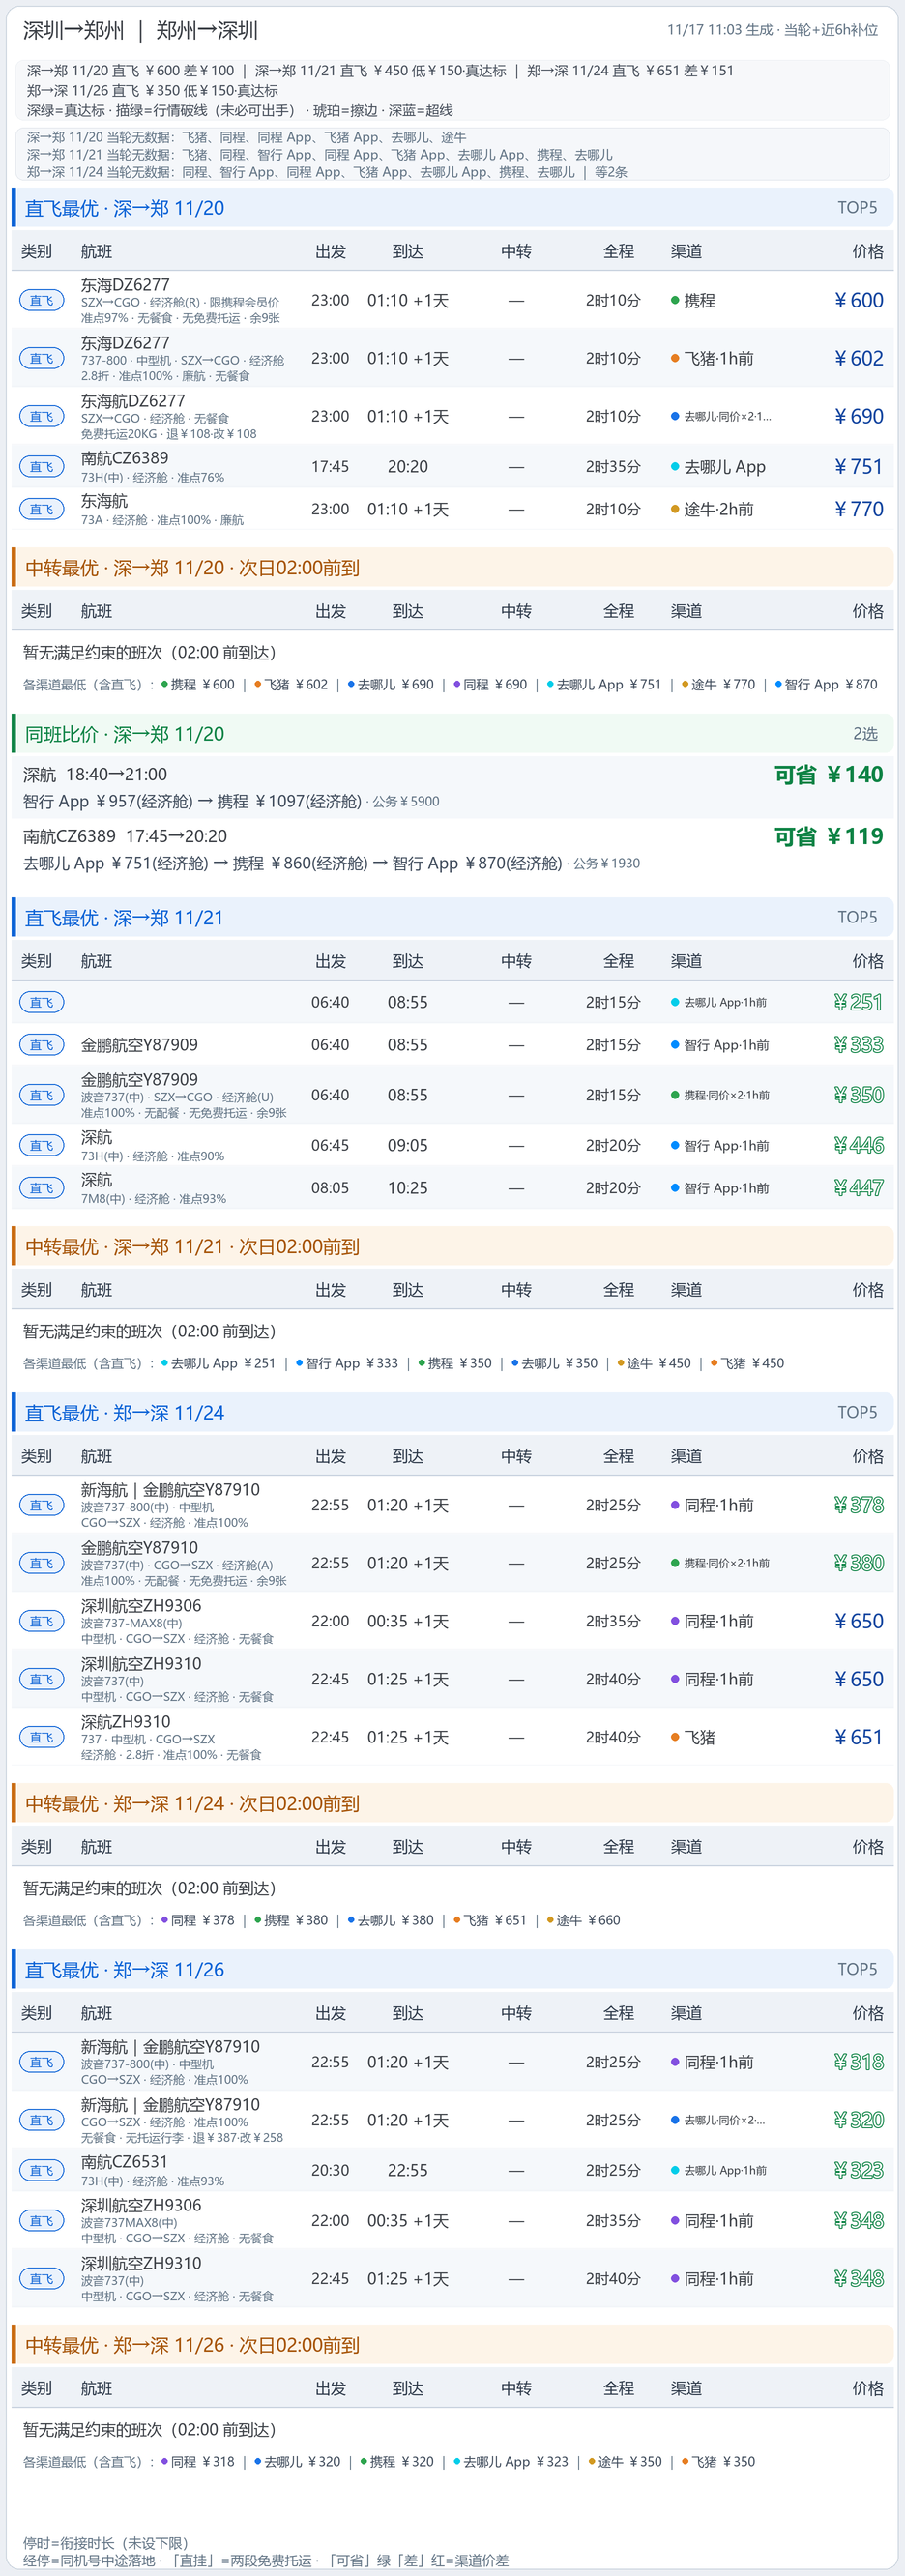 深圳→郑州 | 郑州→深圳
11/17 11:03 生成 · 当轮+近6h补位
深→郑 11/20 直飞 ¥600 差¥100 | 深→郑 11/21 直飞 ¥450 低¥150·真达标 | 郑→深 11/24 直飞 ¥651 差¥151
郑→深 11/26 直飞 ¥350 低¥150·真达标
深绿=真达标 · 描绿=行情破线（未必可出手） · 琥珀=擦边 · 深蓝=超线
深→郑 11/20 当轮无数据：飞猪、同程、同程 App、飞猪 App、去哪儿、途牛
深→郑 11/21 当轮无数据：飞猪、同程、智行 App、同程 App、飞猪 App、去哪儿 App、携程、去哪儿
郑→深 11/24 当轮无数据：同程、智行 App、同程 App、飞猪 App、去哪儿 App、携程、去哪儿 | 等2条
直飞最优 · 深→郑 11/20 TOP5
类别 航班 出发 到达 中转 全程 渠道 价格
东海DZ6277
直飞 SZX→CGO · 经济舱(R) · 限携程会员价 23:00 01:10 +1天 — 2时10分 携程 ¥600
准点97% · 无餐食 · 无免费托运 · 余9张
东海DZ6277
直飞 737-800 · 中型机 · SZX→CGO · 经济舱 23:00 01:10 +1天 — 2时10分 飞猪·1h前 ¥602
2.8折 · 准点100% · 廉航 · 无餐食
东海航DZ6277
直飞 SZX→CGO · 经济舱 · 无餐食 23:00 01:10 +1天 — 2时10分 去哪儿·同价×2·1… ¥690
免费托运20KG · 退¥108·改¥108
南航CZ6389
直飞 73H(中) · 经济舱 · 准点76% 17:45 20:20 — 2时35分 去哪儿 App ¥751
东海航
直飞 73A · 经济舱 · 准点100% · 廉航 23:00 01:10 +1天 — 2时10分 途牛·2h前 ¥770
中转最优 · 深→郑 11/20 · 次日02:00前到
类别 航班 出发 到达 中转 全程 渠道 价格
暂无满足约束的班次（02:00 前到达）
各渠道最低（含直飞）： 携程 ¥600 | 飞猪 ¥602 | 去哪儿 ¥690 | 同程 ¥690 | 去哪儿 App ¥751 | 途牛 ¥770 | 智行 App ¥870
同班比价 · 深→郑 11/20 2选
深航 18:40→21:00 可省 ¥140
智行 App ¥957(经济舱) → 携程 ¥1097(经济舱) · 公务¥5900
南航CZ6389 17:45→20:20 可省 ¥119
去哪儿 App ¥751(经济舱) → 携程 ¥860(经济舱) → 智行 App ¥870(经济舱) · 公务¥1930
直飞最优 · 深→郑 11/21 TOP5
类别 航班 出发 到达 中转 全程 渠道 价格
直飞 06:40 08:55 — 2时15分 去哪儿 App·1h前 ¥251
直飞 金鹏航空Y87909 06:40 08:55 — 2时15分 智行 App·1h前 ¥333
金鹏航空Y87909
直飞 波音737(中) · SZX→CGO · 经济舱(U) 06:40 08:55 — 2时15分 携程·同价×2·1h前 ¥350
准点100% · 无配餐 · 无免费托运 · 余9张
深航
直飞 73H(中) · 经济舱 · 准点90% 06:45 09:05 — 2时20分 智行 App·1h前 ¥446
深航
直飞 7M8(中) · 经济舱 · 准点93% 08:05 10:25 — 2时20分 智行 App·1h前 ¥447
中转最优 · 深→郑 11/21 · 次日02:00前到
类别 航班 出发 到达 中转 全程 渠道 价格
暂无满足约束的班次（02:00 前到达）
各渠道最低（含直飞）： 去哪儿 App ¥251 | 智行 App ¥333 | 携程 ¥350 | 去哪儿 ¥350 | 途牛 ¥450 | 飞猪 ¥450
直飞最优 · 郑→深 11/24 TOP5
类别 航班 出发 到达 中转 全程 渠道 价格
新海航 | 金鹏航空Y87910
直飞 波音737-800(中) · 中型机 22:55 01:20 +1天 — 2时25分 同程·1h前 ¥378
CGO→SZX · 经济舱 · 准点100%
金鹏航空Y87910
直飞 波音737(中) · CGO→SZX · 经济舱(A) 22:55 01:20 +1天 — 2时25分 携程·同价×2·1h前 ¥380
准点100% · 无配餐 · 无免费托运 · 余9张
深圳航空ZH9306
直飞 波音737-MAX8(中) 22:00 00:35 +1天 — 2时35分 同程·1h前 ¥650
中型机 · CGO→SZX · 经济舱 · 无餐食
深圳航空ZH9310
直飞 波音737(中) 22:45 01:25 +1天 — 2时40分 同程·1h前 ¥650
中型机 · CGO→SZX · 经济舱 · 无餐食
深航ZH9310
直飞 737 · 中型机 · CGO→SZX 22:45 01:25 +1天 — 2时40分 飞猪 ¥651
经济舱 · 2.8折 · 准点100% · 无餐食
中转最优 · 郑→深 11/24 · 次日02:00前到
类别 航班 出发 到达 中转 全程 渠道 价格
暂无满足约束的班次（02:00 前到达）
各渠道最低（含直飞）： 同程 ¥378 | 携程 ¥380 | 去哪儿 ¥380 | 飞猪 ¥651 | 途牛 ¥660
直飞最优 · 郑→深 11/26 TOP5
类别 航班 出发 到达 中转 全程 渠道 价格
新海航 | 金鹏航空Y87910
直飞 波音737-800(中) · 中型机 22:55 01:20 +1天 — 2时25分 同程·1h前 ¥318
CGO→SZX · 经济舱 · 准点100%
新海航 | 金鹏航空Y87910
直飞 CGO→SZX · 经济舱 · 准点100% 22:55 01:20 +1天 — 2时25分 去哪儿·同价×2·… ¥320
无餐食 · 无托运行李 · 退¥387·改¥258
南航CZ6531
直飞 73H(中) · 经济舱 · 准点93% 20:30 22:55 — 2时25分 去哪儿 App·1h前 ¥323
深圳航空ZH9306
直飞 波音737MAX8(中) 22:00 00:35 +1天 — 2时35分 同程·1h前 ¥348
中型机 · CGO→SZX · 经济舱 · 无餐食
深圳航空ZH9310
直飞 波音737(中) 22:45 01:25 +1天 — 2时40分 同程·1h前 ¥348
中型机 · CGO→SZX · 经济舱 · 无餐食
中转最优 · 郑→深 11/26 · 次日02:00前到
类别 航班 出发 到达 中转 全程 渠道 价格
暂无满足约束的班次（02:00 前到达）
各渠道最低（含直飞）： 同程 ¥318 | 去哪儿 ¥320 | 携程 ¥320 | 去哪儿 App ¥323 | 途牛 ¥350 | 飞猪 ¥350
停时=衔接时长（未设下限）
经停=同机号中途落地 · 「直挂」=两段免费托运 · 「可省」绿「差」红=渠道价差